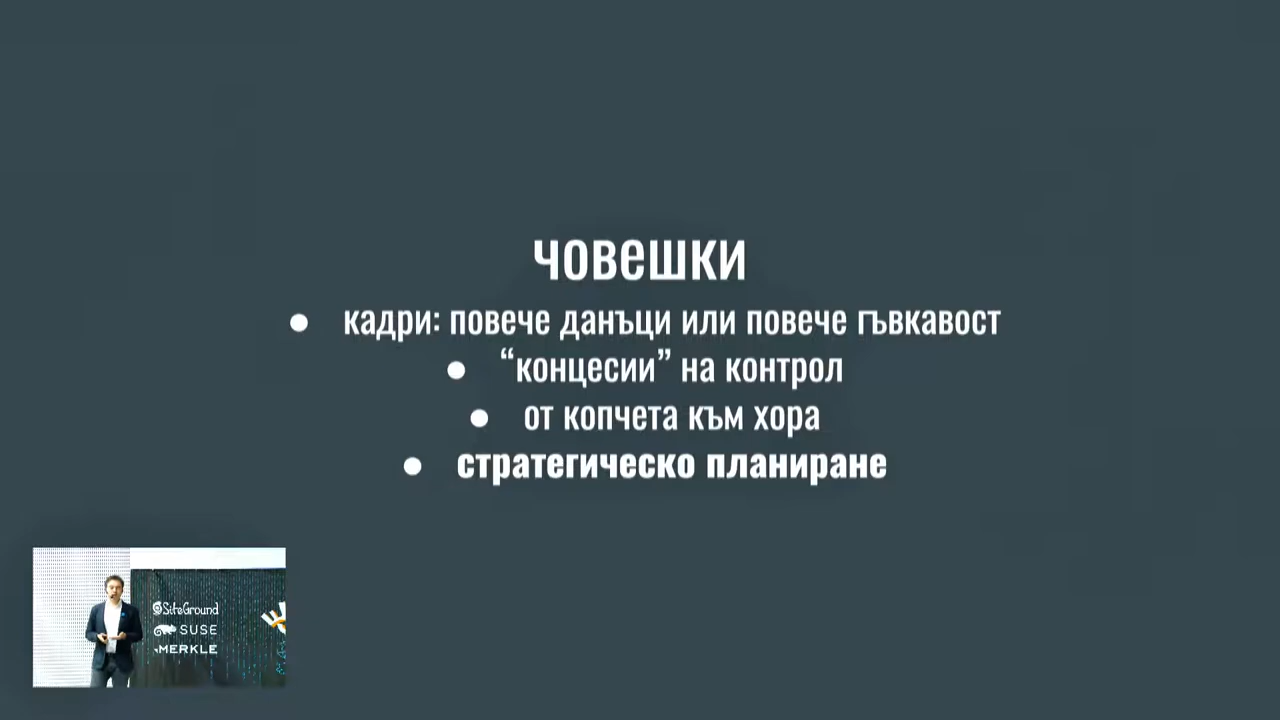 човешки
● кадри: повече данъци или повече гъвкавост
● “концесии” на контрол
● от копчета към хора
● стратегическо планиране
SiteGround
SUSE
MERKLE